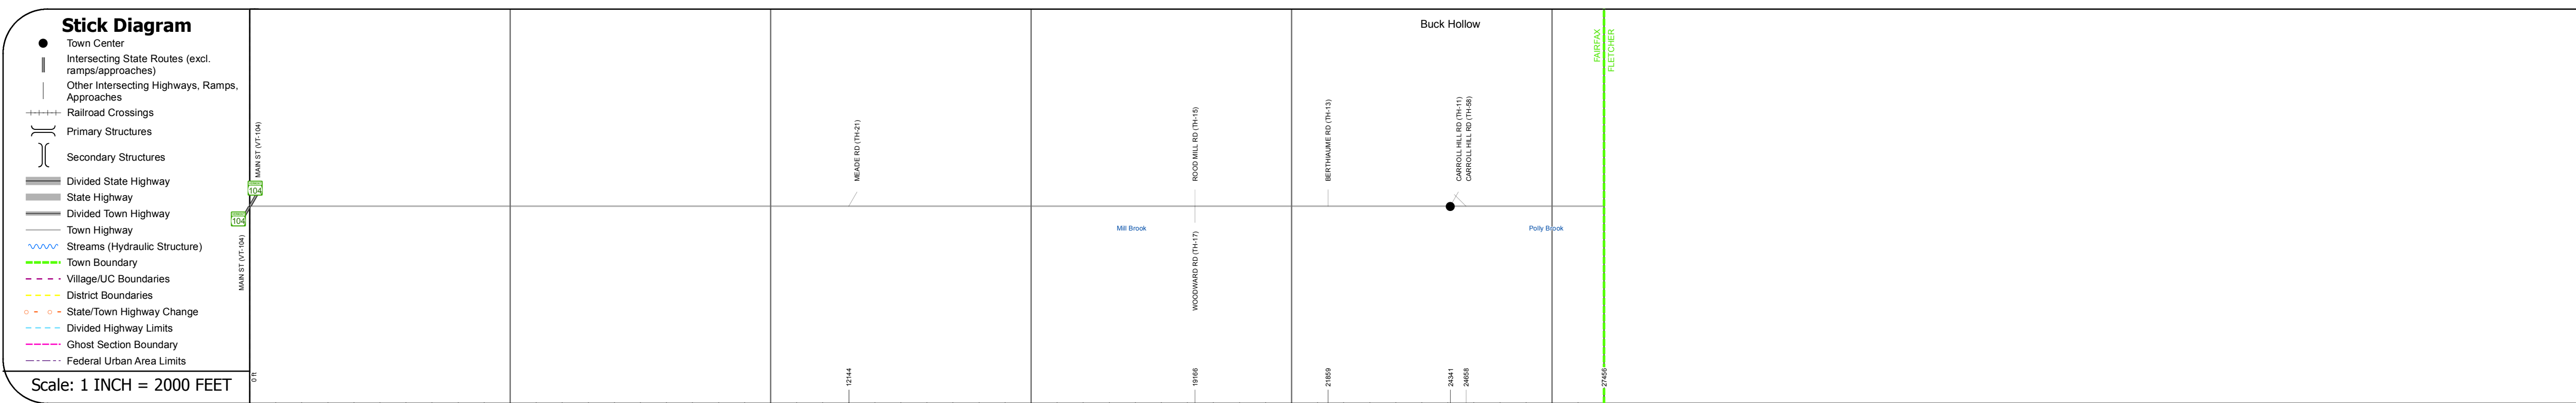 Stick Diagram
Town Center
Intersecting State Routes (excl.
ramps/approaches)
Other Intersecting Highways, Ramps,
Approaches
Railroad Crossings
Primary Structures
Secondary Structures
Divided State Highway
State Highway
Divided Town Highway
Town Highway
Streams (Hydraulic Structure)
Town Boundary
Village/UC Boundaries
District Boundaries
State/Town Highway Change
Divided Highway Limits
Ghost Section Boundary
Federal Urban Area Limits
Scale: 1 INCH = 2000 FEET
MAIN ST (VT-104)
104
104
MAIN ST (VT-104)
0 ft
MEADE RD (TH-21)
12144
Mill Brook
ROOD MILL RD (TH-15)
WOODWARD RD (TH-17)
19166
BERTHIAUME RD (TH-13)
21859
Buck Hollow
CARROLL HILL RD (TH-11)
CARROLL HILL RD (TH-58)
24341
24658
Polly Brook
FAIRFAX
FLETCHER
27456